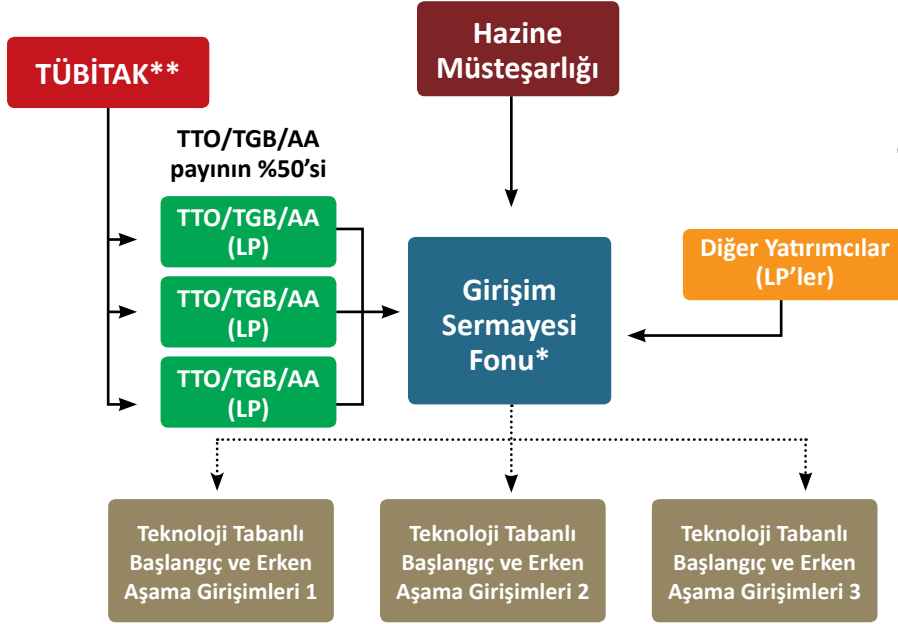 TÜBİTAK**
Hazine
Müsteşarlığı
TTO/TGB/AA
payının %50'si
TTO/TGB/AA
(LP)
TTO/TGB/AA
(LP)
TTO/TGB/AA
(LP)
Girişim
Sermayesi
Fonu*
Diğer Yatırımcılar
(LP'ler)
Teknoloji Tabanlı
Başlangıç ve Erken
Aşama Girişimleri 1
Teknoloji Tabanlı
Başlangıç ve Erken
Aşama Girişimleri 2
Teknoloji Tabanlı
Başlangıç ve Erken
Aşama Girişimleri 3